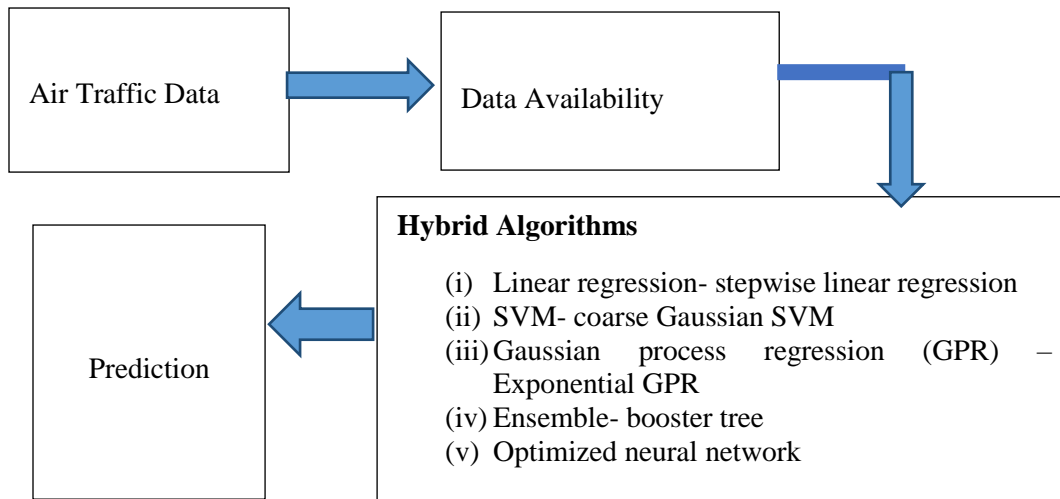 Air Traffic Data
Data Availability
Hybrid Algorithms
(i) Linear regression- stepwise linear regression
(ii) SVM- coarse Gaussian SVM
(iii) Gaussian process regression (GPR) –
Exponential GPR
(iv) Ensemble- booster tree
(v) Optimized neural network
Prediction